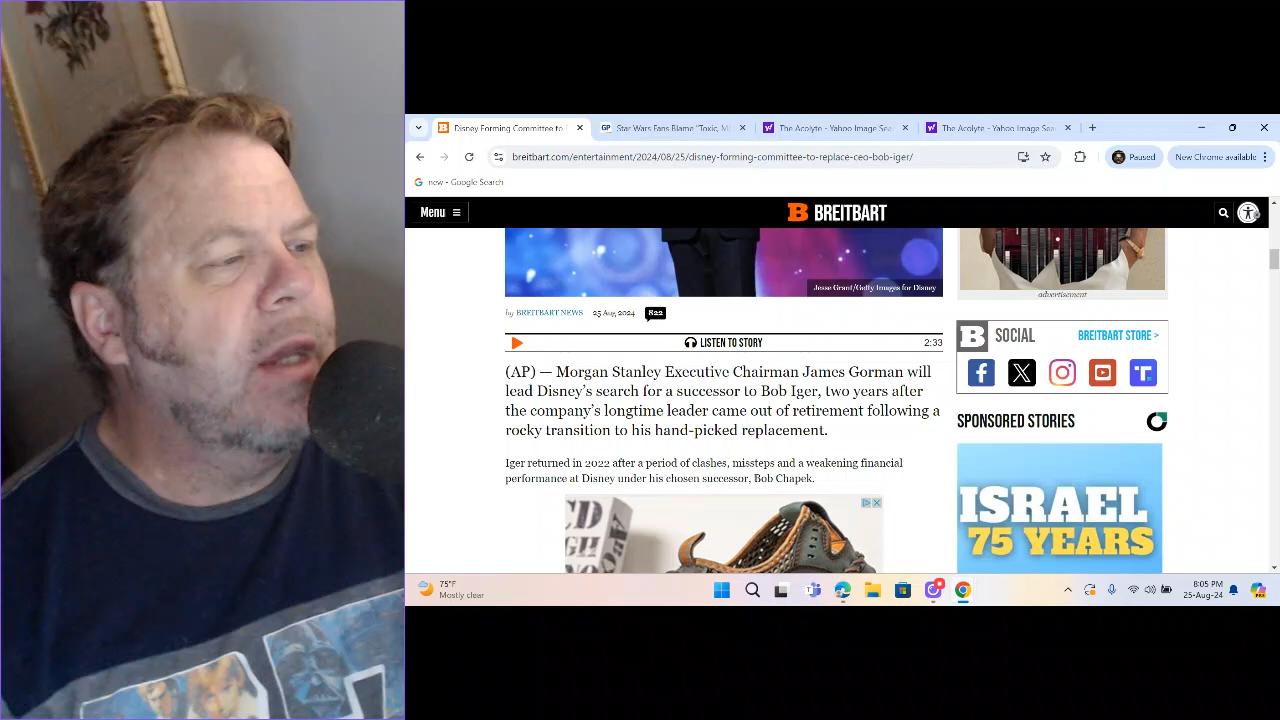 Disney Forming Committee to
GP
Star Wars Fans Blame "Toxic, M
The Acolyte - Yahoo Image Sea
The Acolyte - Yahoo Image Sea
breitbart.com/entertainment/2024/08/25/disney-forming-committee-to-replace-ceo-bob-iger/
Paused
New Chrome available
new - Google Search
Menu
B BREITBART
Jesse Grant/Getty Images for Disney
advertisement
by BREITBART NEWS 25 Aug 2024 822
LISTEN TO STORY 2:33
(AP) — Morgan Stanley Executive Chairman James Gorman will
lead Disney's search for a successor to Bob Iger, two years after
the company's longtime leader came out of retirement following a
rocky transition to his hand-picked replacement.
Iger returned in 2022 after a period of clashes, missteps and a weakening financial
performance at Disney under his chosen successor, Bob Chapek.
B SOCIAL BREITBART STORE >
SPONSORED STORIES
ISRAEL
75 YEARS
75°F
Mostly clear
8:05 PM
25-Aug-24